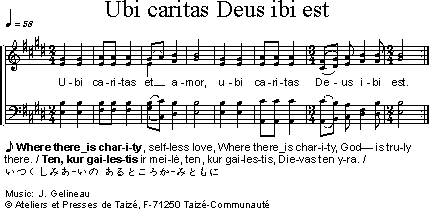 Ubi caritas Deus ibi est
♩ = 58
U-bi ca-ri-tas et_ a-mor, u-bi ca-ri-tas De-us i-bi est.
♪ Where there_is char-i-ty, self-less love, Where there_is char-i-ty, God— is tru-ly
there. / Ten, kur gai-les-tis ir mei-lé, ten, kur gai-les-tis, Die-vas ten y-ra. /
いつくしみあ-いの あるところか-みともに
Music: J. Gelineau
© Ateliers et Presses de Taizé, F-71250 Taizé-Communauté